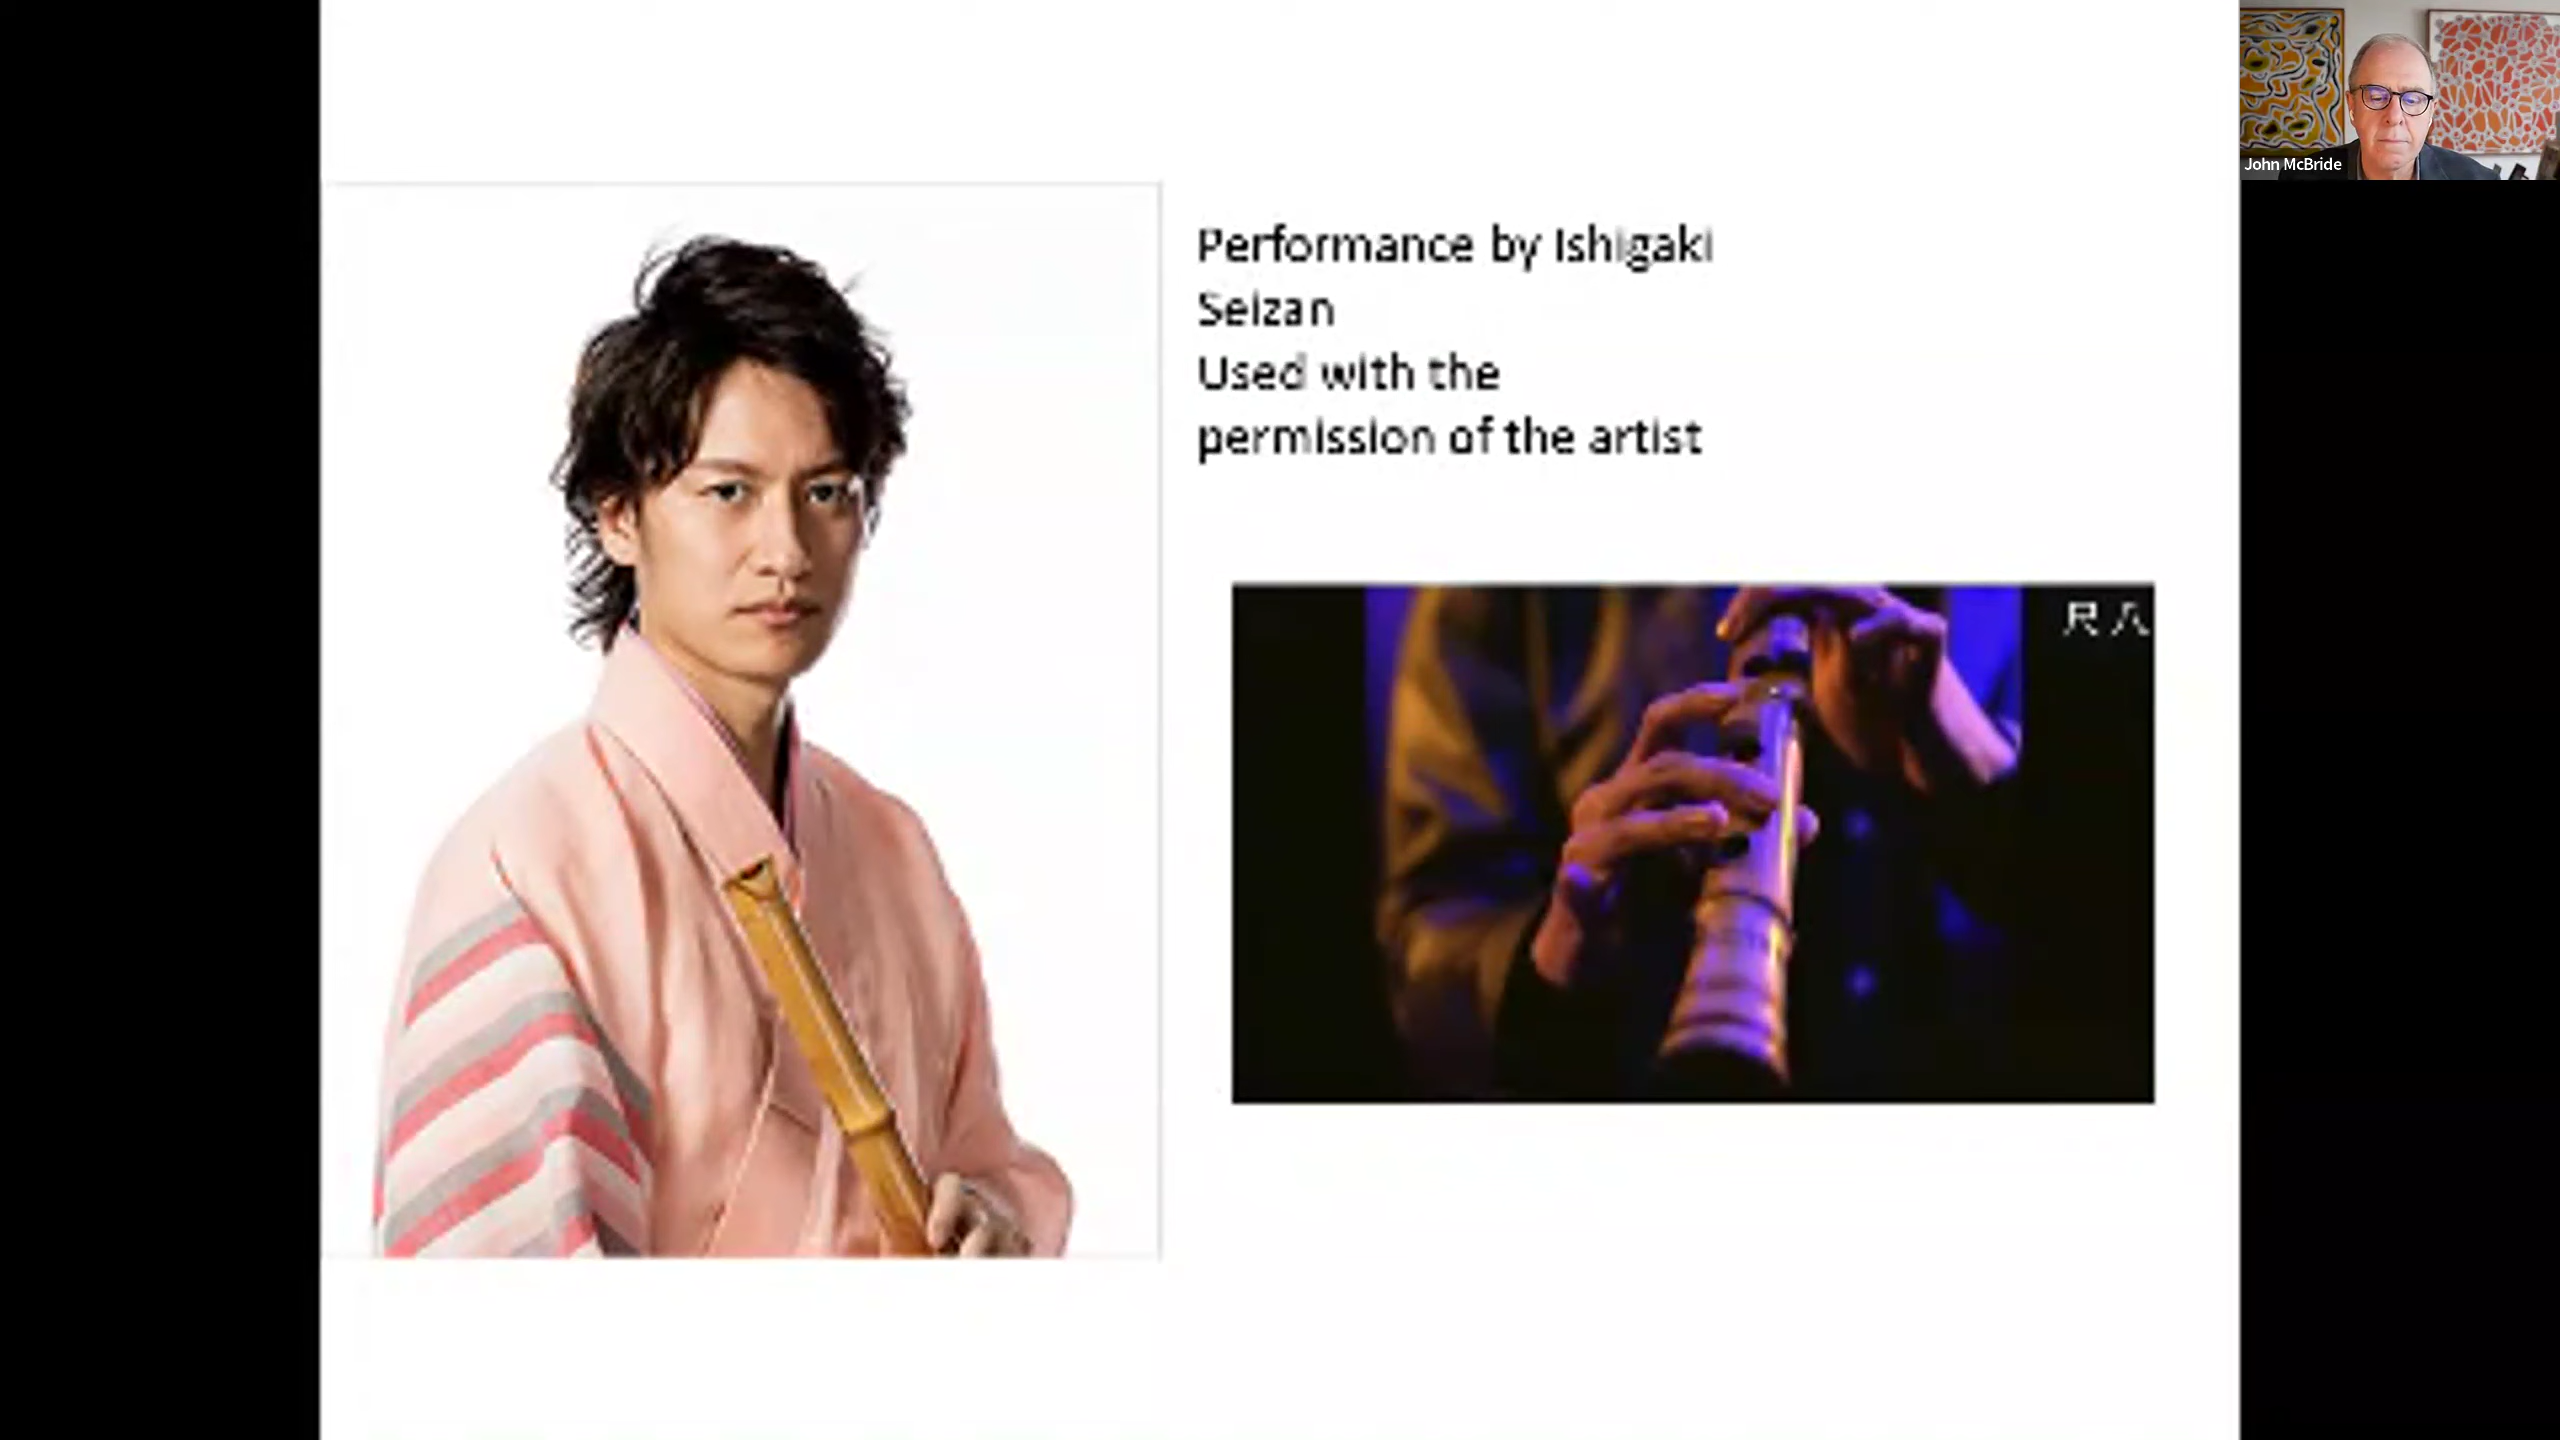 Performance by Ishigaki
Seizan
Used with the
permission of the artist
尺八
John McBride